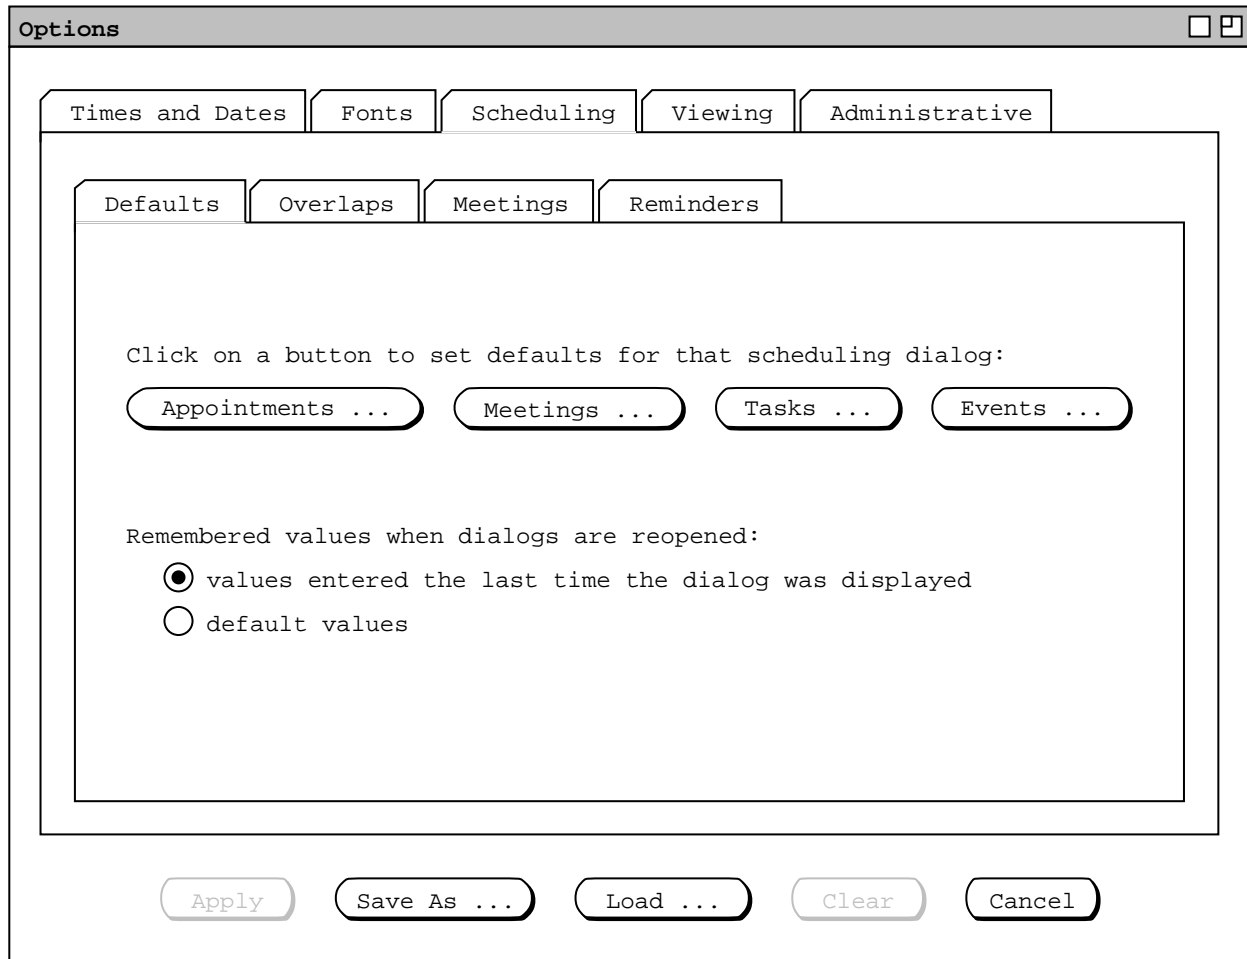 Options
Times and Dates Fonts Scheduling Viewing Administrative
Defaults Overlaps Meetings Reminders
Click on a button to set defaults for that scheduling dialog:
Appointments ... Meetings ... Tasks ... Events ...
Remembered values when dialogs are reopened:
values entered the last time the dialog was displayed
default values
Apply Save As ... Load ... Clear Cancel